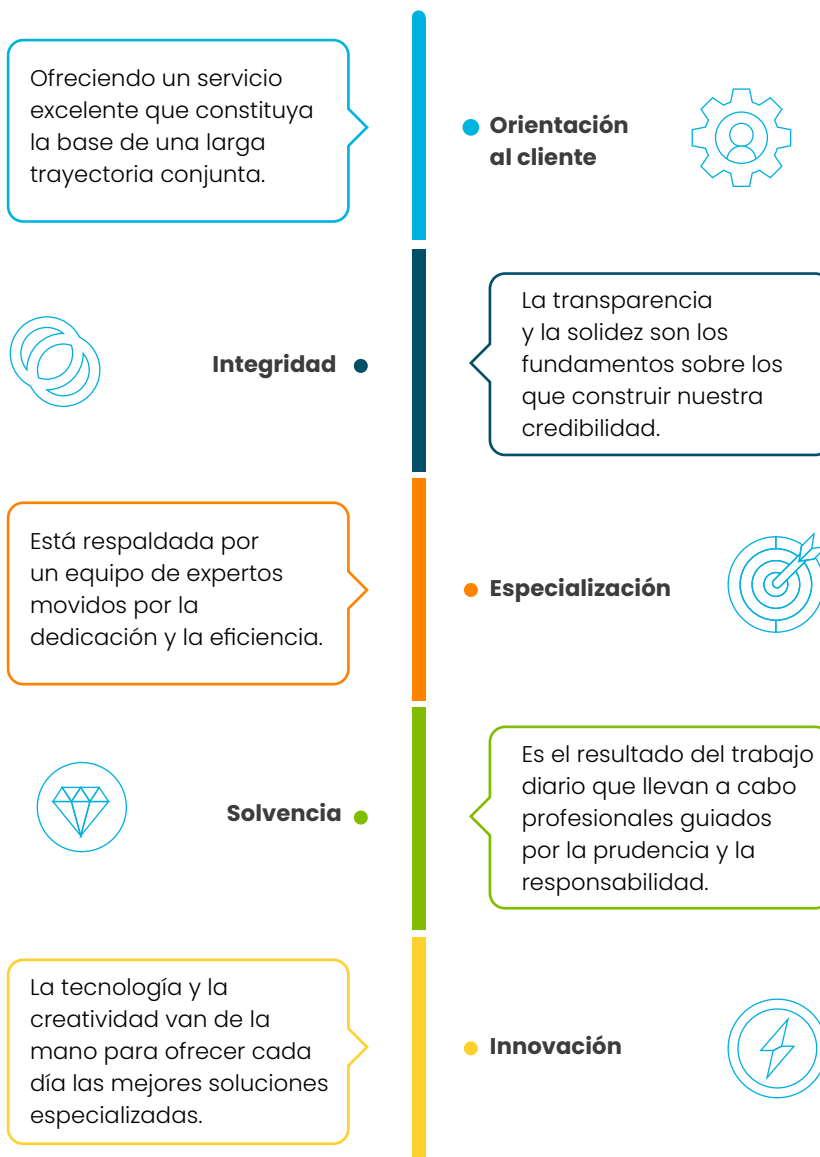 Ofreciendo un servicio
excelente que constituya
la base de una larga
trayectoria conjunta.
Orientación
al cliente
Integridad
La transparencia
y la solidez son los
fundamentos sobre los
que construir nuestra
credibilidad.
Está respaldada por
un equipo de expertos
movidos por la
dedicación y la eficiencia.
Especialización
Solvencia
Es el resultado del trabajo
diario que llevan a cabo
profesionales guiados
por la prudencia y la
responsabilidad.
La tecnología y la
creatividad van de la
mano para ofrecer cada
día las mejores soluciones
especializadas.
Innovación